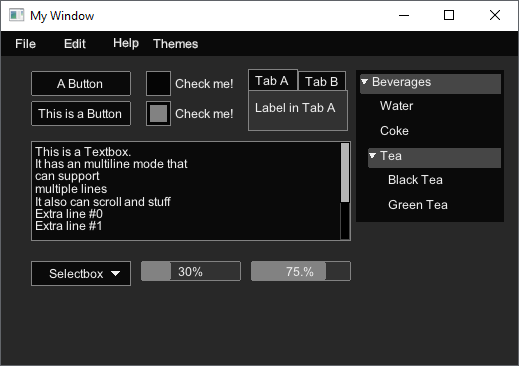 My Window
File Edit Help Themes
A Button
Check me!
Tab A Tab B
Beverages
This is a Button
Check me!
Label in Tab A
Water
Coke
Tea
Black Tea
Green Tea
This is a Textbox.
It has an multiline mode that
can support
multiple lines
It also can scroll and stuff
Extra line #0
Extra line #1
Selectbox
30%
75.%